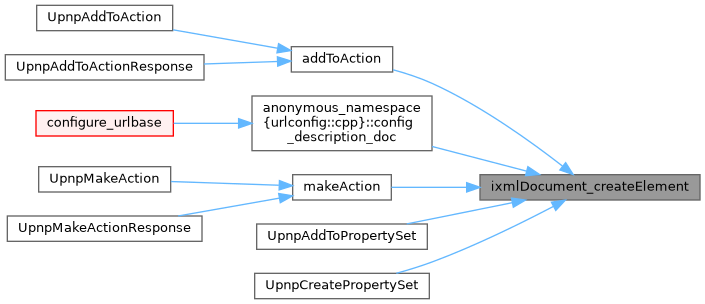 UpnpAddToAction
UpnpAddToActionResponse
addToAction
configure_urlbase
anonymous_namespace
{urlconfig::cpp}::config
_description_doc
ixmlDocument_createElement
UpnpMakeAction
makeAction
UpnpMakeActionResponse
UpnpAddToPropertySet
UpnpCreatePropertySet